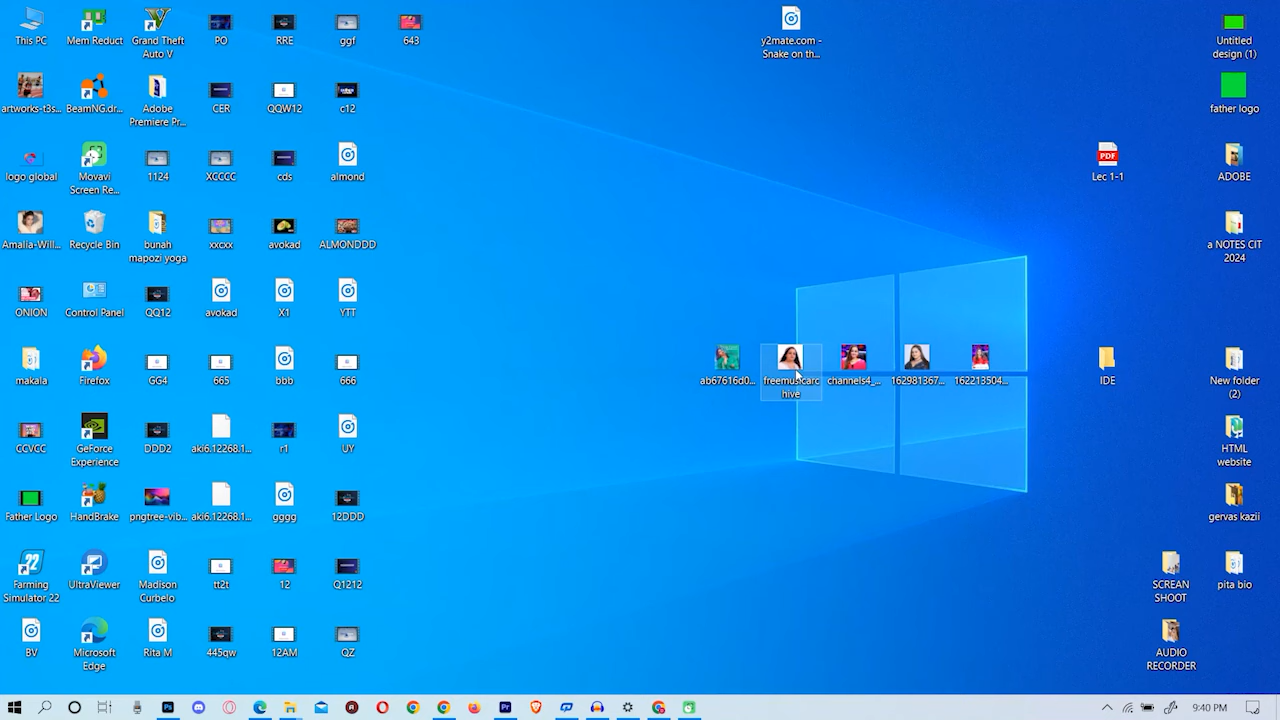 This PC
Mem Reduct
Grand Theft
Auto V
PO
RRE
ggf
643
y2mate.com -
Snake on th...
Untitled
design (1)
artworks-t3s...
BeamNG.dr...
Adobe
Premiere Pr...
CER
QQW12
c12
father logo
logo global
Movavi
Screen Re...
1124
XCCCC
cds
almond
PDF
Lec 1-1
ADOBE
Amalia-Will...
Recycle Bin
bunah
mapozi yoga
xxcxx
avokad
ALMONDDD
a NOTES CIT
2024
ONION
Control Panel
QQ12
avokad
X1
YTT
makala
Firefox
GG4
665
bbb
666
ab67616d0...
freemusicarc
hive
channels4_...
162981367...
162213504...
IDE
New folder
(2)
CCVCC
GeForce
Experience
DDD2
aki6.12268.1...
r1
UY
HTML
website
Father Logo
HandBrake
pngtree-vib...
aki6.12268.1...
gggg
12DDD
gervas kazii
22
Farming
Simulator 22
UltraViewer
Madison
Curbelo
tt2t
12
Q1212
SCREAN
SHOOT
pita bio
BV
Microsoft
Edge
Rita M
445qw
12AM
QZ
AUDIO
RECORDER
Ps
Pr
9:40 PM